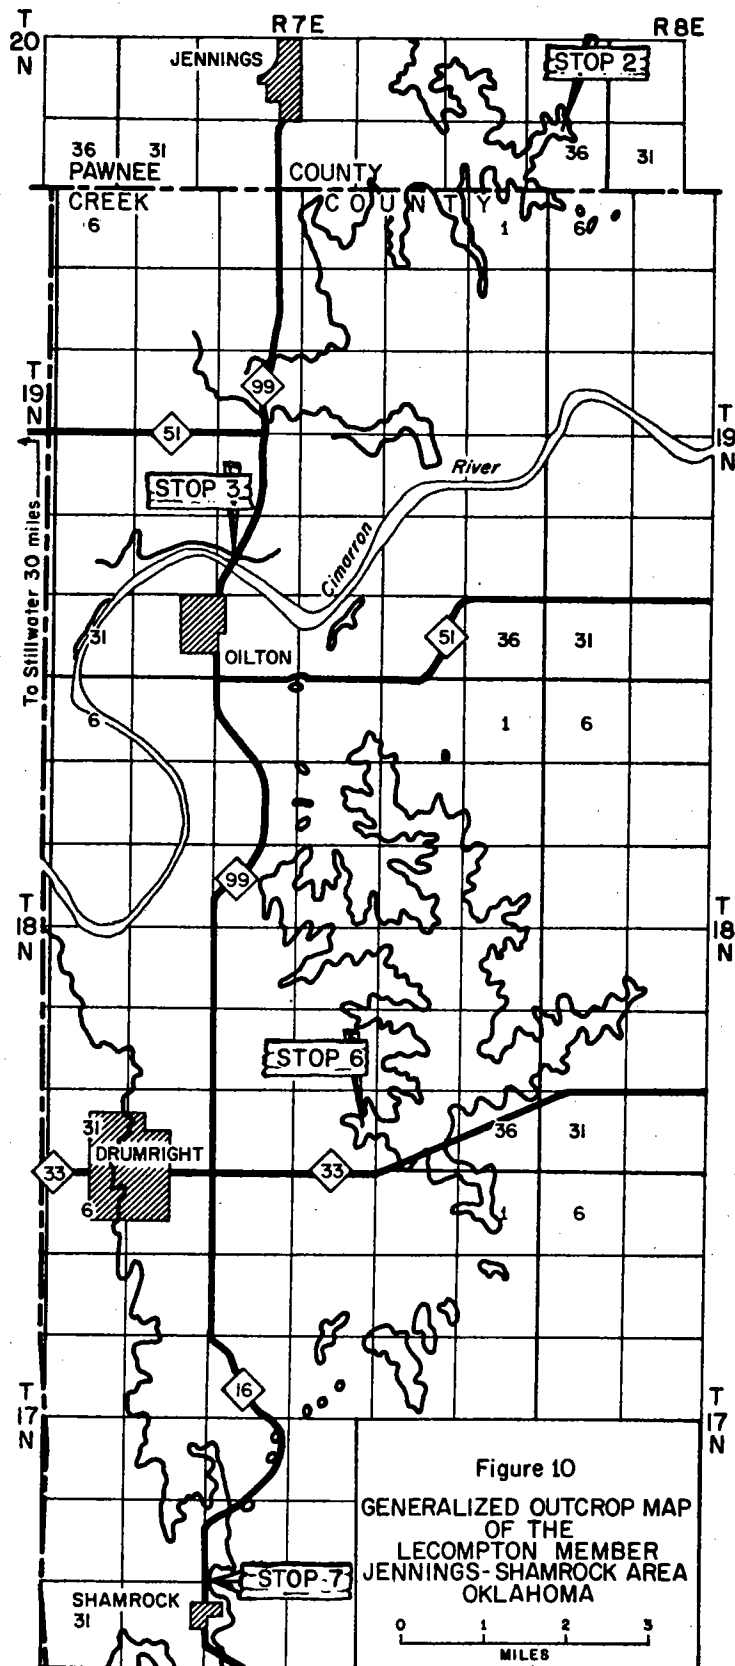 T
20
N
R 7 E
R 8 E
JENNINGS
STOP 2
36
31
36
31
PAWNEE
COUNTY
CREEK
COUNTY
6
1
6
T
19
N
99
51
T
19
N
River
STOP 3
Cimarron
To Stillwater 30 miles
31
51
36
31
OILTON
6
1
6
99
T
18
N
T
18
N
STOP 6
31
36
31
DRUMRIGHT
33
33
6
1
6
16
T
17
N
T
17
N
Figure 10
GENERALIZED OUTCROP MAP
OF THE
LECOMPTON MEMBER
JENNINGS-SHAMROCK AREA
OKLAHOMA
STOP-7
SHAMROCK
31
0 1 2 3
MILES